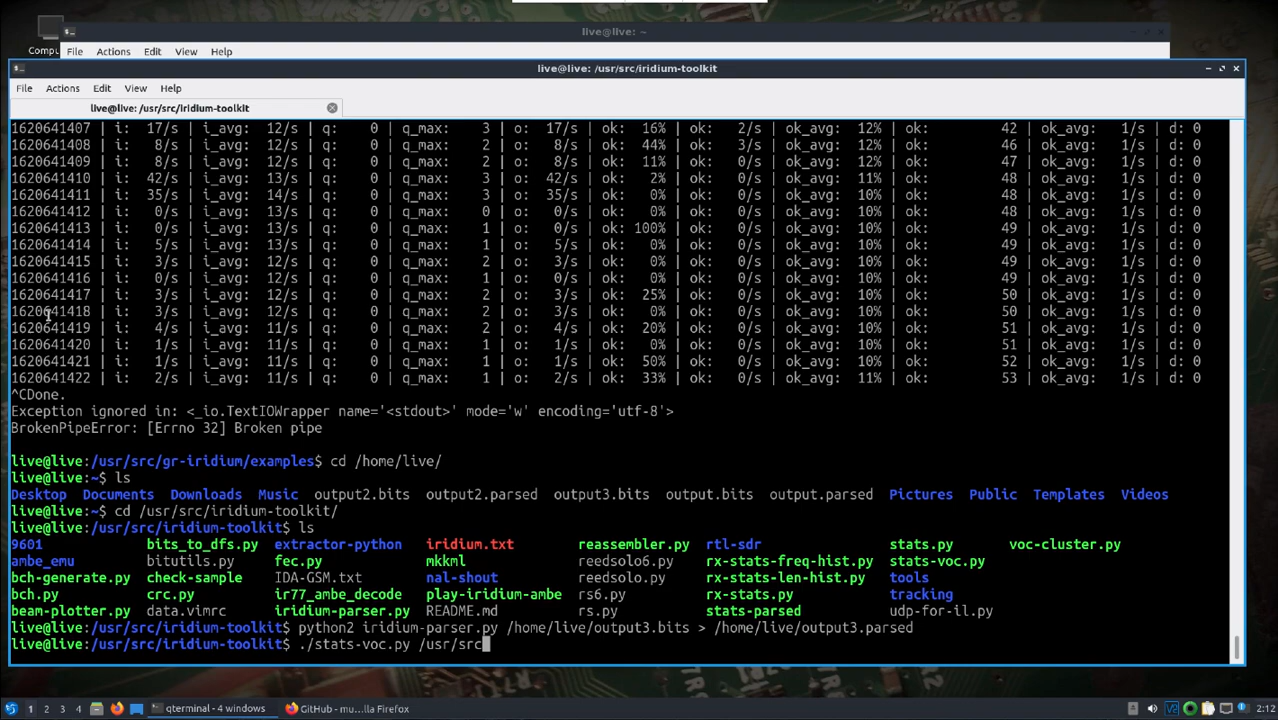 Compu
live@live: ~
File Actions Edit View Help
live@live: /usr/src/iridium-toolkit
File Actions Edit View Help
live@live: /usr/src/iridium-toolkit
1620641407 | i: 17/s | i_avg: 12/s | q: 0 | q_max: 3 | o: 17/s | ok: 16% | ok: 2/s | ok_avg: 12% | ok: 42 | ok_avg: 1/s | d: 0
1620641408 | i: 8/s | i_avg: 12/s | q: 0 | q_max: 2 | o: 8/s | ok: 44% | ok: 3/s | ok_avg: 12% | ok: 46 | ok_avg: 1/s | d: 0
1620641409 | i: 8/s | i_avg: 12/s | q: 0 | q_max: 2 | o: 8/s | ok: 11% | ok: 0/s | ok_avg: 12% | ok: 47 | ok_avg: 1/s | d: 0
1620641410 | i: 42/s | i_avg: 13/s | q: 0 | q_max: 3 | o: 42/s | ok: 2% | ok: 0/s | ok_avg: 11% | ok: 48 | ok_avg: 1/s | d: 0
1620641411 | i: 35/s | i_avg: 14/s | q: 0 | q_max: 3 | o: 35/s | ok: 0% | ok: 0/s | ok_avg: 10% | ok: 48 | ok_avg: 1/s | d: 0
1620641412 | i: 0/s | i_avg: 13/s | q: 0 | q_max: 0 | o: 0/s | ok: 0% | ok: 0/s | ok_avg: 10% | ok: 48 | ok_avg: 1/s | d: 0
1620641413 | i: 0/s | i_avg: 13/s | q: 0 | q_max: 1 | o: 0/s | ok: 100% | ok: 0/s | ok_avg: 10% | ok: 49 | ok_avg: 1/s | d: 0
1620641414 | i: 5/s | i_avg: 13/s | q: 0 | q_max: 1 | o: 5/s | ok: 0% | ok: 0/s | ok_avg: 10% | ok: 49 | ok_avg: 1/s | d: 0
1620641415 | i: 3/s | i_avg: 12/s | q: 0 | q_max: 2 | o: 3/s | ok: 0% | ok: 0/s | ok_avg: 10% | ok: 49 | ok_avg: 1/s | d: 0
1620641416 | i: 0/s | i_avg: 12/s | q: 0 | q_max: 1 | o: 0/s | ok: 0% | ok: 0/s | ok_avg: 10% | ok: 49 | ok_avg: 1/s | d: 0
1620641417 | i: 3/s | i_avg: 12/s | q: 0 | q_max: 2 | o: 3/s | ok: 25% | ok: 0/s | ok_avg: 10% | ok: 50 | ok_avg: 1/s | d: 0
1620641418 | i: 3/s | i_avg: 12/s | q: 0 | q_max: 2 | o: 3/s | ok: 0% | ok: 0/s | ok_avg: 10% | ok: 50 | ok_avg: 1/s | d: 0
1620641419 | i: 4/s | i_avg: 11/s | q: 0 | q_max: 2 | o: 4/s | ok: 20% | ok: 0/s | ok_avg: 10% | ok: 51 | ok_avg: 1/s | d: 0
1620641420 | i: 1/s | i_avg: 11/s | q: 0 | q_max: 1 | o: 1/s | ok: 0% | ok: 0/s | ok_avg: 10% | ok: 51 | ok_avg: 1/s | d: 0
1620641421 | i: 1/s | i_avg: 11/s | q: 0 | q_max: 1 | o: 1/s | ok: 50% | ok: 0/s | ok_avg: 10% | ok: 52 | ok_avg: 1/s | d: 0
1620641422 | i: 2/s | i_avg: 11/s | q: 0 | q_max: 1 | o: 2/s | ok: 33% | ok: 0/s | ok_avg: 11% | ok: 53 | ok_avg: 1/s | d: 0
^CDone.
Exception ignored in: <_io.TextIOWrapper name='<stdout>' mode='w' encoding='utf-8'>
BrokenPipeError: [Errno 32] Broken pipe
live@live:/usr/src/gr-iridium/examples$ cd /home/live/
live@live:~$ ls
Desktop Documents Downloads Music output2.bits output2.parsed output3.bits output.bits output.parsed Pictures Public Templates Videos
live@live:~$ cd /usr/src/iridium-toolkit/
live@live:/usr/src/iridium-toolkit$ ls
9601 bits_to_dfs.py extractor-python iridium.txt reassembler.py rtl-sdr stats.py voc-cluster.py
ambe_emu bitutils.py fec.py mkkml reedsolo6.py rx-stats-freq-hist.py stats-voc.py
bch-generate.py check-sample IDA-GSM.txt nal-shout reedsolo.py rx-stats-len-hist.py tools
bch.py crc.py ir77_ambe_decode play-iridium-ambe rs6.py rx-stats.py tracking
beam-plotter.py data.vimrc iridium-parser.py README.md rs.py stats-parsed udp-for-il.py
live@live:/usr/src/iridium-toolkit$ python2 iridium-parser.py /home/live/output3.bits > /home/live/output3.parsed
live@live:/usr/src/iridium-toolkit$ ./stats-voc.py /usr/src
1 2 3 4 qterminal - 4 windows GitHub - mu...lla Firefox 2:12